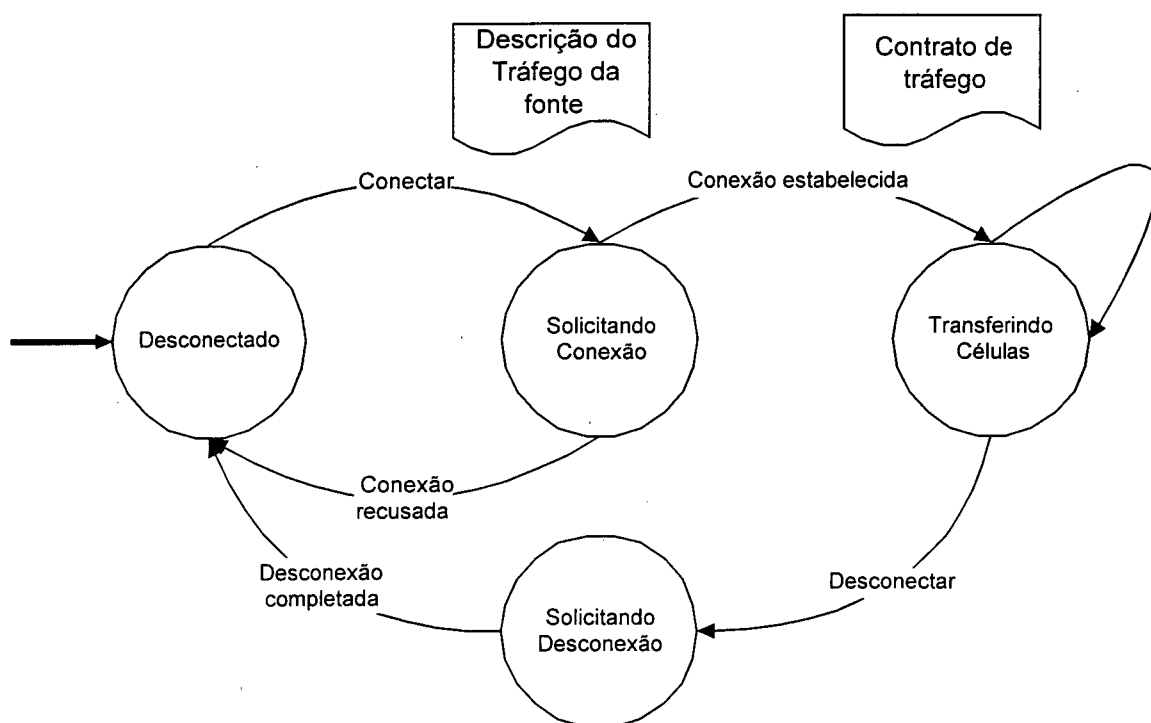 Descrição do
Tráfego da
fonte
Contrato de
tráfego
Conectar
Conexão estabelecida
Desconectado
Solicitando
Conexão
Transferindo
Células
Conexão
recusada
Desconexão
completada
Desconectar
Solicitando
Desconexão